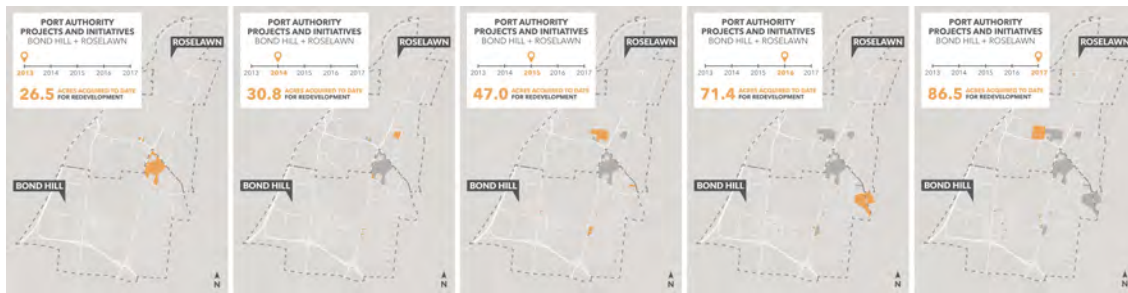 PORT AUTHORITY
PROJECTS AND INITIATIVES
BOND HILL + ROSELAWN
2013 2014 2015 2016 2017
26.5 ACRES ACQUIRED TO DATE
FOR REDEVELOPMENT
ROSELAWN
BOND HILL
N
PORT AUTHORITY
PROJECTS AND INITIATIVES
BOND HILL + ROSELAWN
2013 2014 2015 2016 2017
30.8 ACRES ACQUIRED TO DATE
FOR REDEVELOPMENT
ROSELAWN
BOND HILL
N
PORT AUTHORITY
PROJECTS AND INITIATIVES
BOND HILL + ROSELAWN
2013 2014 2015 2016 2017
47.0 ACRES ACQUIRED TO DATE
FOR REDEVELOPMENT
ROSELAWN
BOND HILL
N
PORT AUTHORITY
PROJECTS AND INITIATIVES
BOND HILL + ROSELAWN
2013 2014 2015 2016 2017
71.4 ACRES ACQUIRED TO DATE
FOR REDEVELOPMENT
ROSELAWN
BOND HILL
N
PORT AUTHORITY
PROJECTS AND INITIATIVES
BOND HILL + ROSELAWN
2013 2014 2015 2016 2017
86.5 ACRES ACQUIRED TO DATE
FOR REDEVELOPMENT
ROSELAWN
BOND HILL
N